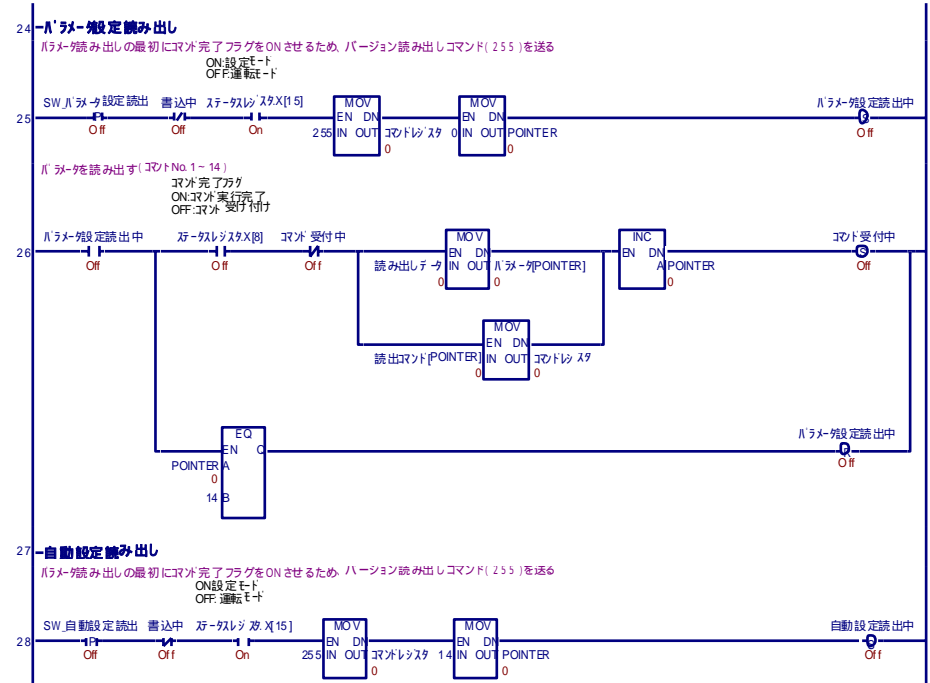 24 パラメータ設定読み出し
パラメータ読み出しの最初にコマンド完了フラグをONさせるため、バージョン読み出しコマンド(255)を送る
ON:設定モード
OFF:運転モード
SW_パラメータ設定読出 書込中 ステータスレジスタ.X[15] MOV MOV パラメータ設定読出中
25 P EN DN EN DN S
Off Off On 255 IN OUT コマンドレジスタ 0 IN OUT POINTER Off
0 0
パラメータを読み出す(コマンドNo.1~14)
コマンド完了フラグ
ON:コマンド実行完了
OFF:コマンド受け付け
パラメータ設定読出中 ステータスレジスタ.X[8] コマンド受付中 MOV INC コマンド受付中
26 EN DN EN DN S
Off Off Off 読み出しデータ IN OUT パラメータ[POINTER] A POINTER Off
0 0 0
MOV
EN DN
読出コマンド[POINTER] IN OUT コマンドレジスタ
0 0
EQ パラメータ設定読出中
EN Q R
POINTER A Off
0
14 B
27 自動設定読み出し
パラメータ読み出しの最初にコマンド完了フラグをONさせるため、バージョン読み出しコマンド(255)を送る
ON設定モード
OFF:運転モード
SW_自動設定読出 書込中 ステータスレジスタ.X[15] MOV MOV 自動設定読出中
28 P EN DN EN DN S
Off Off On 255 IN OUT コマンドレジスタ 14 IN OUT POINTER Off
0 0